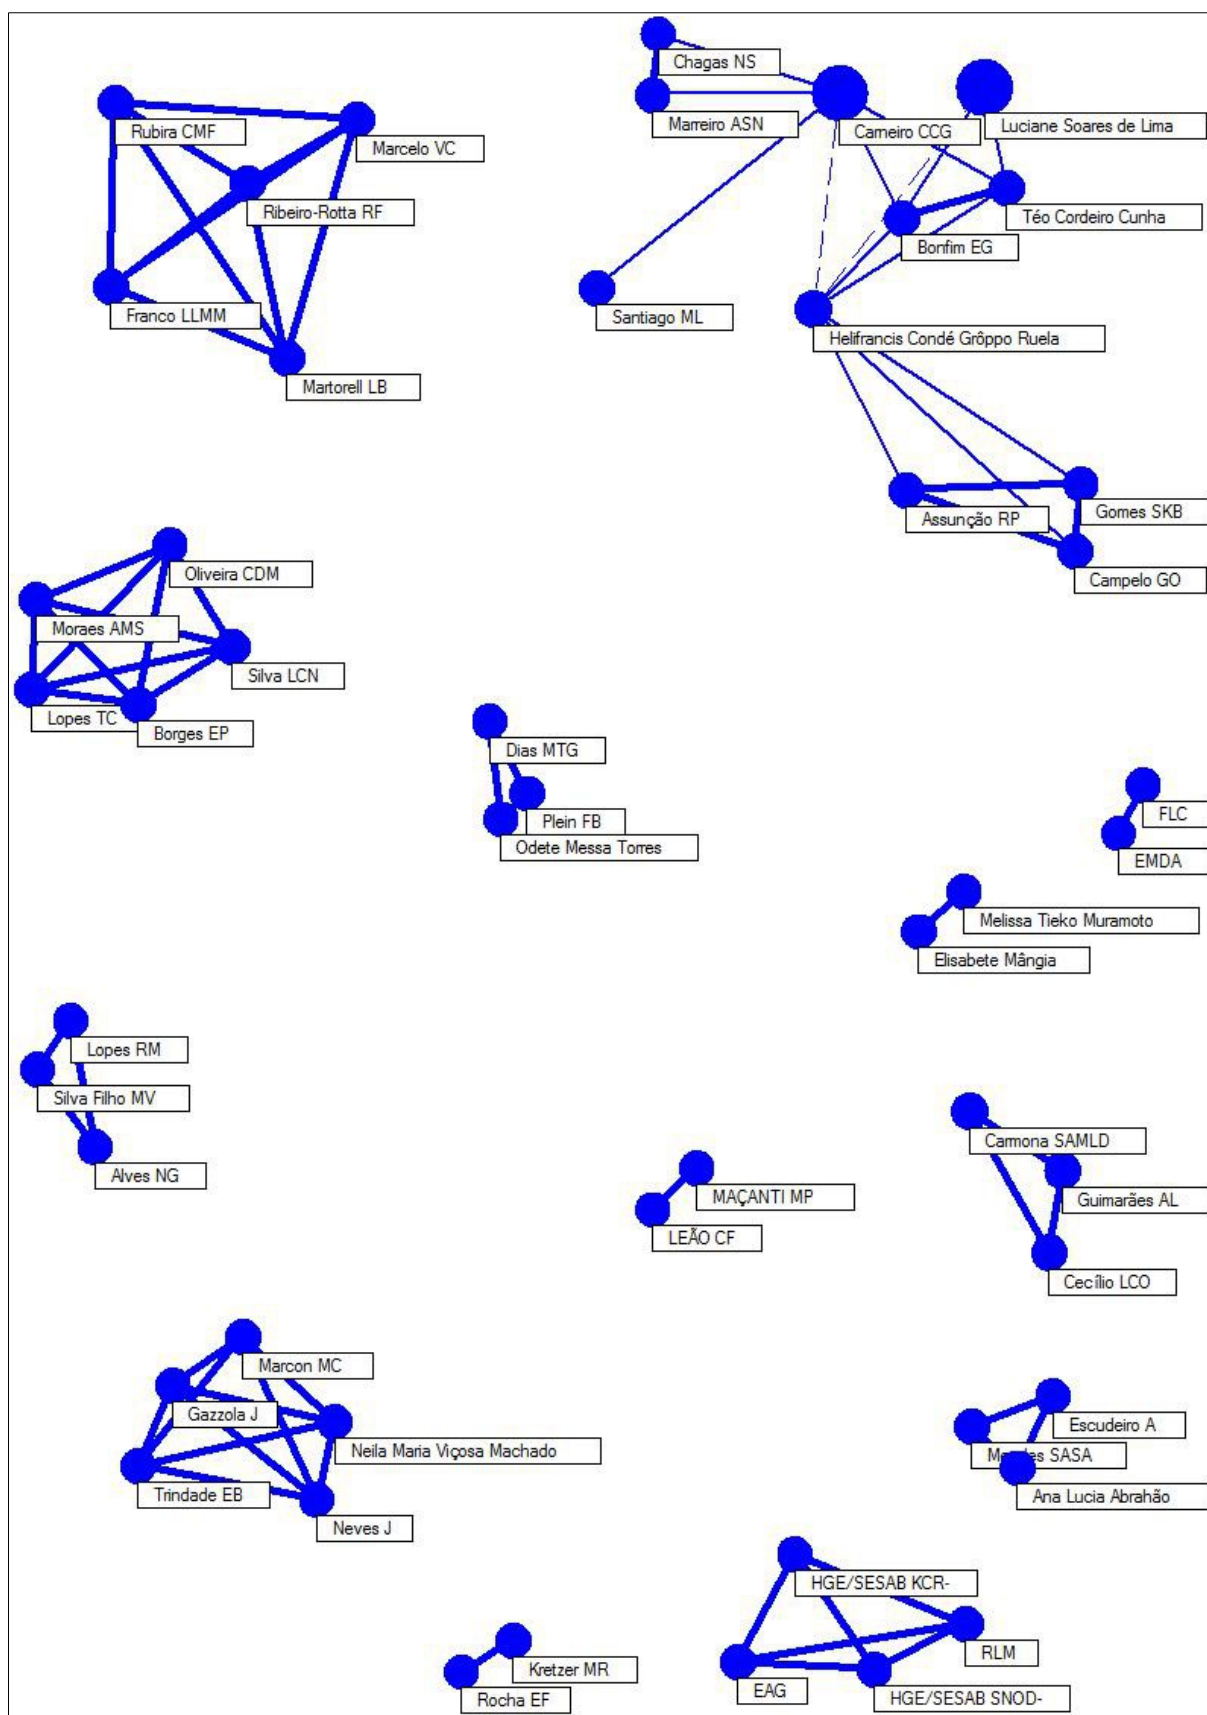 Chagas NS
Rubira CMF
Marreiro ASN
Carneiro CCG
Luciane Soares de Lima
Marcelo VC
Ribeiro-Rotta RF
Téo Cordeiro Cunha
Bonfim EG
Franco LLMM
Santiago ML
Helifrancis Condé Grôppo Ruela
Martorell LB
Assunção RP
Gomes SKB
Oliveira CDM
Campelo GO
Moraes AMS
Silva LCN
Lopes TC
Borges EP
Dias MTG
Plein FB
Odete Messa Torres
FLC
EMDA
Melissa Tieko Muramoto
Elisabete Mângia
Lopes RM
Silva Filho MV
Alves NG
Carmona SAMLD
MAÇANTI MP
Guimarães AL
LEÃO CF
Cecílio LCO
Marcon MC
Gazzola J
Neila Maria Viçosa Machado
Escudeiro A
Mendes SASA
Trindade EB
Ana Lucia Abrahão
Neves J
HGE/SESAB KCR-
RLM
Kretzer MR
EAG
Rocha EF
HGE/SESAB SNOD-